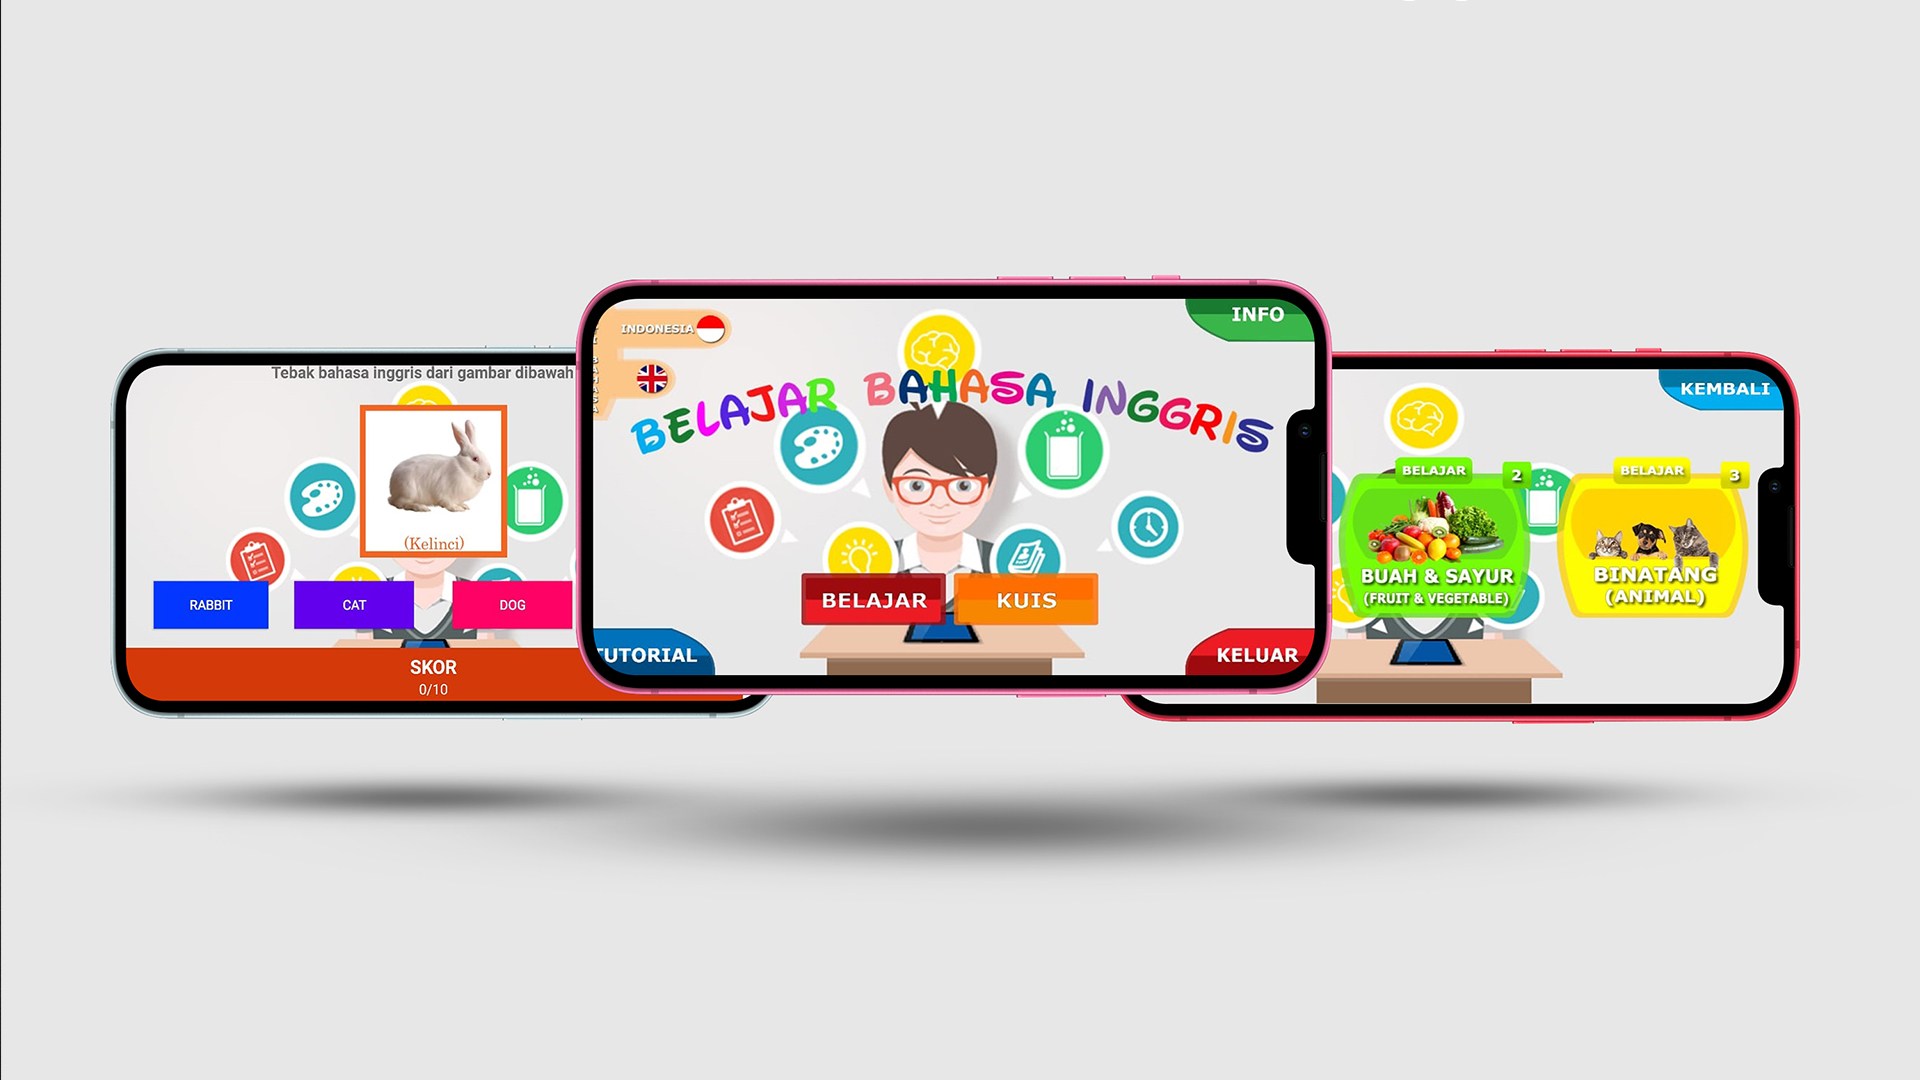 Tebak bahasa inggris dari gambar dibawah
(Kelinci)
RABBIT
CAT
DOG
SKOR
0/10
INDONESIA
INFO
BELAJAR BAHASA INGGRIS
BELAJAR
KUIS
TUTORIAL
KELUAR
KEMBALI
BELAJAR
2
BUAH & SAYUR
(FRUIT & VEGETABLE)
BELAJAR
3
BINATANG
(ANIMAL)